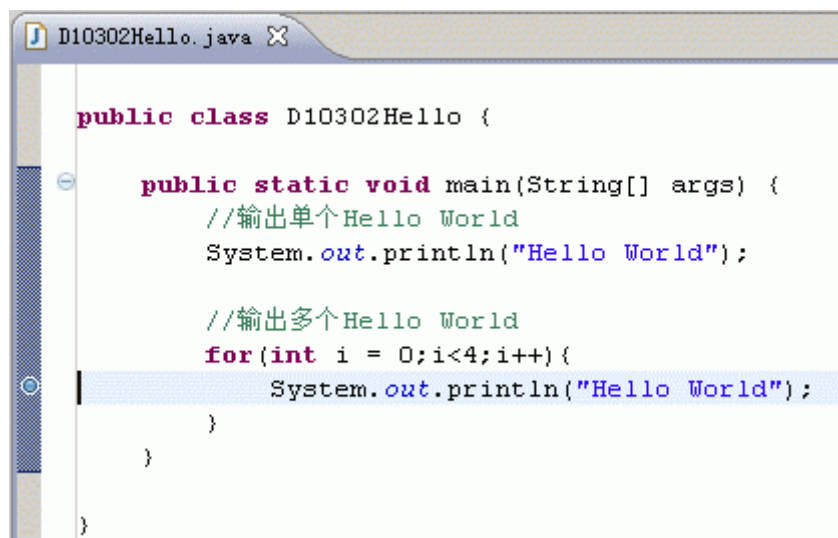 D10302Hello.java
public class D10302Hello {
public static void main(String[] args) {
//输出单个Hello World
System.out.println("Hello World");
//输出多个Hello World
for(int i = 0;i<4;i++){
System.out.println("Hello World");
}
}
}